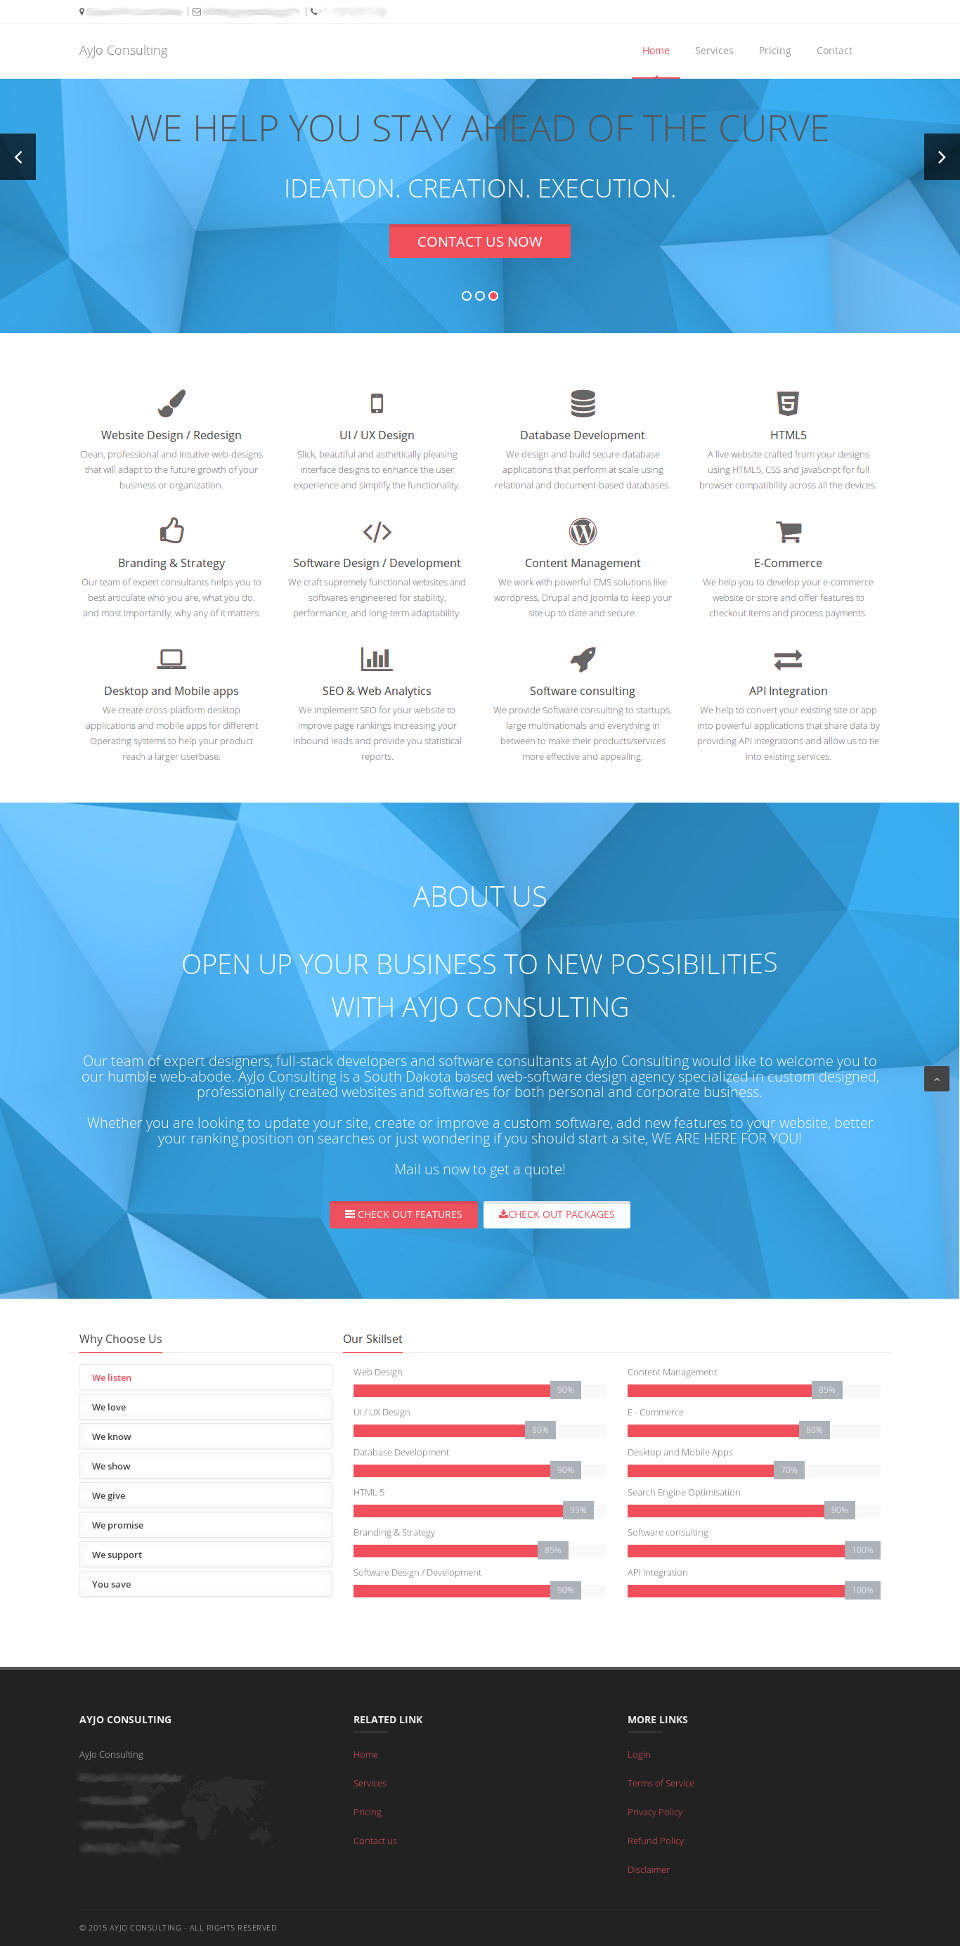 AyJo Consulting
Home Services Pricing Contact
WE HELP YOU STAY AHEAD OF THE CURVE
IDEATION. CREATION. EXECUTION.
CONTACT US NOW
Website Design / Redesign
Clean, professional and intutive web-designs
that will adapt to the future growth of your
business or organization.
UI / UX Design
Slick, beautiful and asthetically pleasing
interface designs to enhance the user
experience and simplify the functionality.
Database Development
We design and build secure database
applications that perform at scale using
relational and document-based databases.
HTML5
A live website crafted from your designs
using HTML5, CSS and JavaScript for full
browser compatibility across all the devices.
Branding & Strategy
Our team of expert consultants helps you to
best articulate who you are, what you do,
and most importantly, why any of it matters.
Software Design / Development
We craft supremely functional websites and
softwares engineered for stability,
performance, and long-term adaptability.
Content Management
We work with powerful CMS solutions like
wordpress, Drupal and Joomla to keep your
site up to date and secure.
E-Commerce
We help you to develop your e-commerce
website or store and offer features to
checkout items and process payments.
Desktop and Mobile apps
We create cross-platform desktop
applications and mobile apps for different
Operating systems to help your product
reach a larger userbase.
SEO & Web Analytics
We implement SEO for your website to
improve page rankings increasing your
inbound leads and provide you statistical
reports.
Software consulting
We provide Software consulting to startups,
large multinationals and everything in
between to make their products/services
more effective and appealing.
API Integration
We help to convert your existing site or app
into powerful applications that share data by
providing API integrations and allow us to tie
into existing services.
ABOUT US
OPEN UP YOUR BUSINESS TO NEW POSSIBILITIES
WITH AYJO CONSULTING
Our team of expert designers, full-stack developers and software consultants at AyJo Consulting would like to welcome you to
our humble web-abode. AyJo Consulting is a South Dakota based web-software design agency specialized in custom designed,
professionally created websites and softwares for both personal and corporate business.
Whether you are looking to update your site, create or improve a custom software, add new features to your website, better
your ranking position on searches or just wondering if you should start a site, WE ARE HERE FOR YOU!
Mail us now to get a quote!
CHECK OUT FEATURES CHECK OUT PACKAGES
Why Choose Us
We listen
We love
We know
We show
We give
We promise
We support
You save
Our Skillset
Web Design
90%
UI / UX Design
80%
Database Development
90%
HTML 5
95%
Branding & Strategy
85%
Software Design / Development
90%
Content Management
85%
E - Commerce
80%
Desktop and Mobile Apps
70%
Search Engine Optimisation
90%
Software consulting
100%
API Integration
100%
AYJO CONSULTING
AyJo Consulting
RELATED LINK
Home
Services
Pricing
Contact us
MORE LINKS
Login
Terms of Service
Privacy Policy
Refund Policy
Disclaimer
© 2015 AYJO CONSULTING - ALL RIGHTS RESERVED